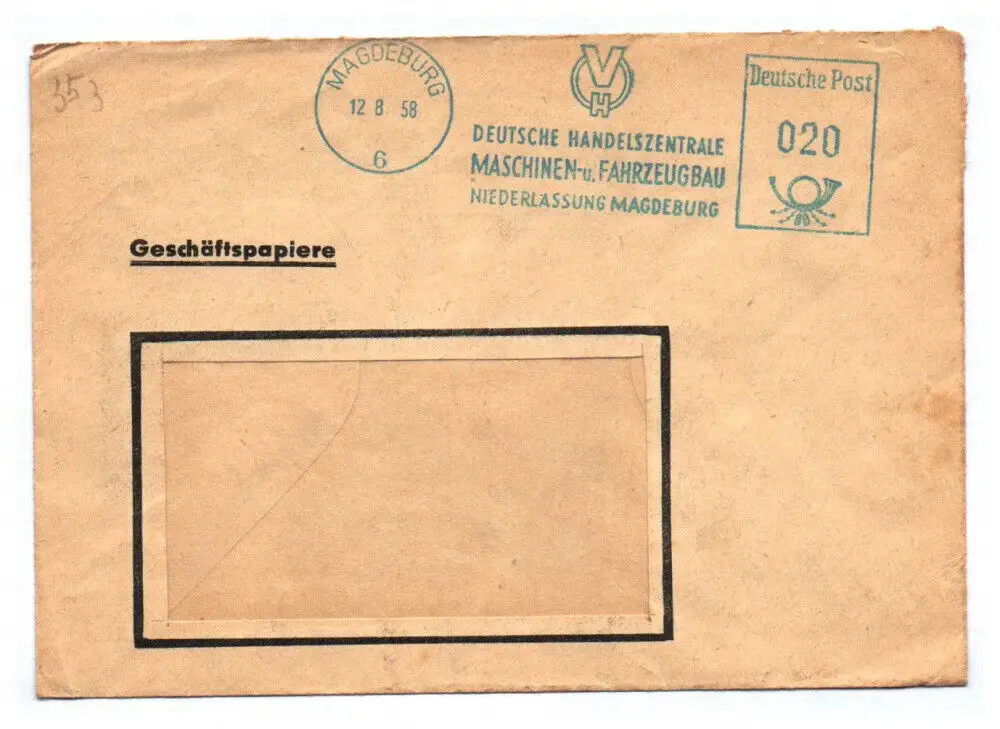 353
MAGDEBURG
12 8 58
6
VH
DEUTSCHE HANDELSZENTRALE
MASCHINEN-u. FAHRZEUGBAU
NIEDERLASSUNG MAGDEBURG
Deutsche Post
020
Geschäftspapiere